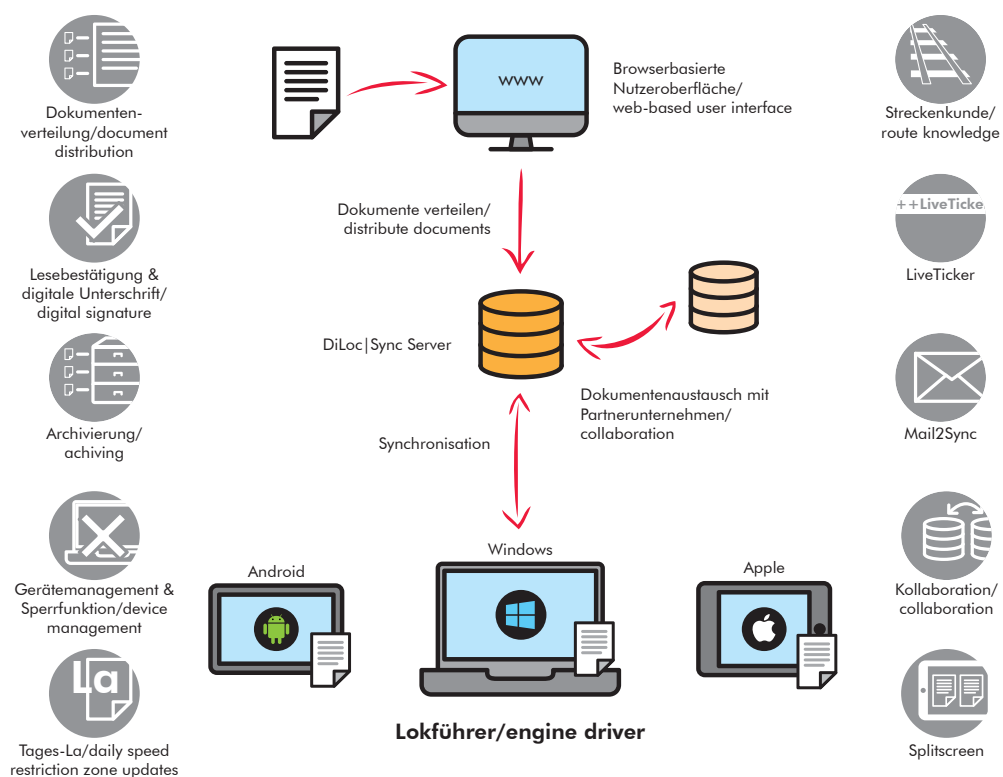 Dokumenten-
verteilung/document
distribution
Lesebestätigung &
digitale Unterschrift/
digital signature
Archivierung/
achiving
Gerätemanagement &
Sperrfunktion/device
management
La
Tages-La/daily speed
restriction zone updates
www
Browserbasierte
Nutzeroberfläche/
web-based user interface
Dokumente verteilen/
distribute documents
DiLoc|Sync Server
Dokumentenaustausch mit
Partnerunternehmen/
collaboration
Synchronisation
Android
Windows
Apple
Lokführer/engine driver
Streckenkunde/
route knowledge
++LiveTicke
LiveTicker
Mail2Sync
Kollaboration/
collaboration
Splitscreen